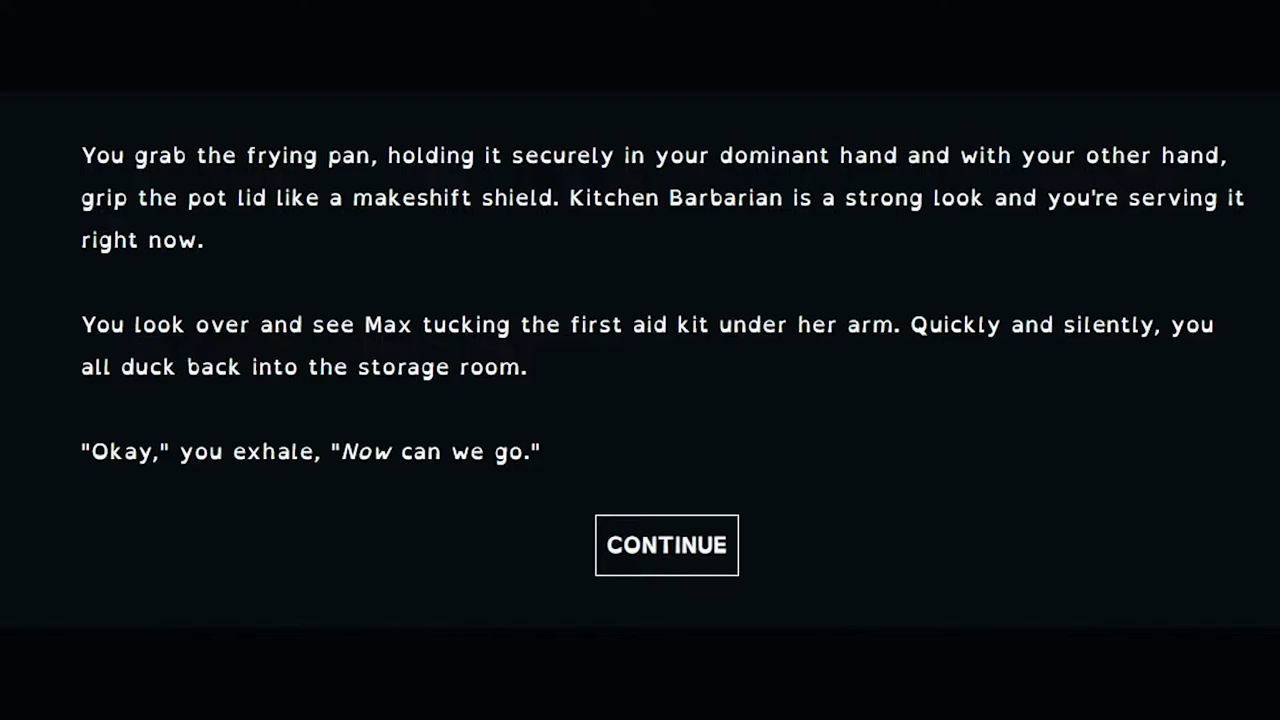 You grab the frying pan, holding it securely in your dominant hand and with your other hand,
grip the pot lid like a makeshift shield. Kitchen Barbarian is a strong look and you're serving it
right now.
You look over and see Max tucking the first aid kit under her arm. Quickly and silently, you
all duck back into the storage room.
"Okay," you exhale, "Now can we go."
CONTINUE